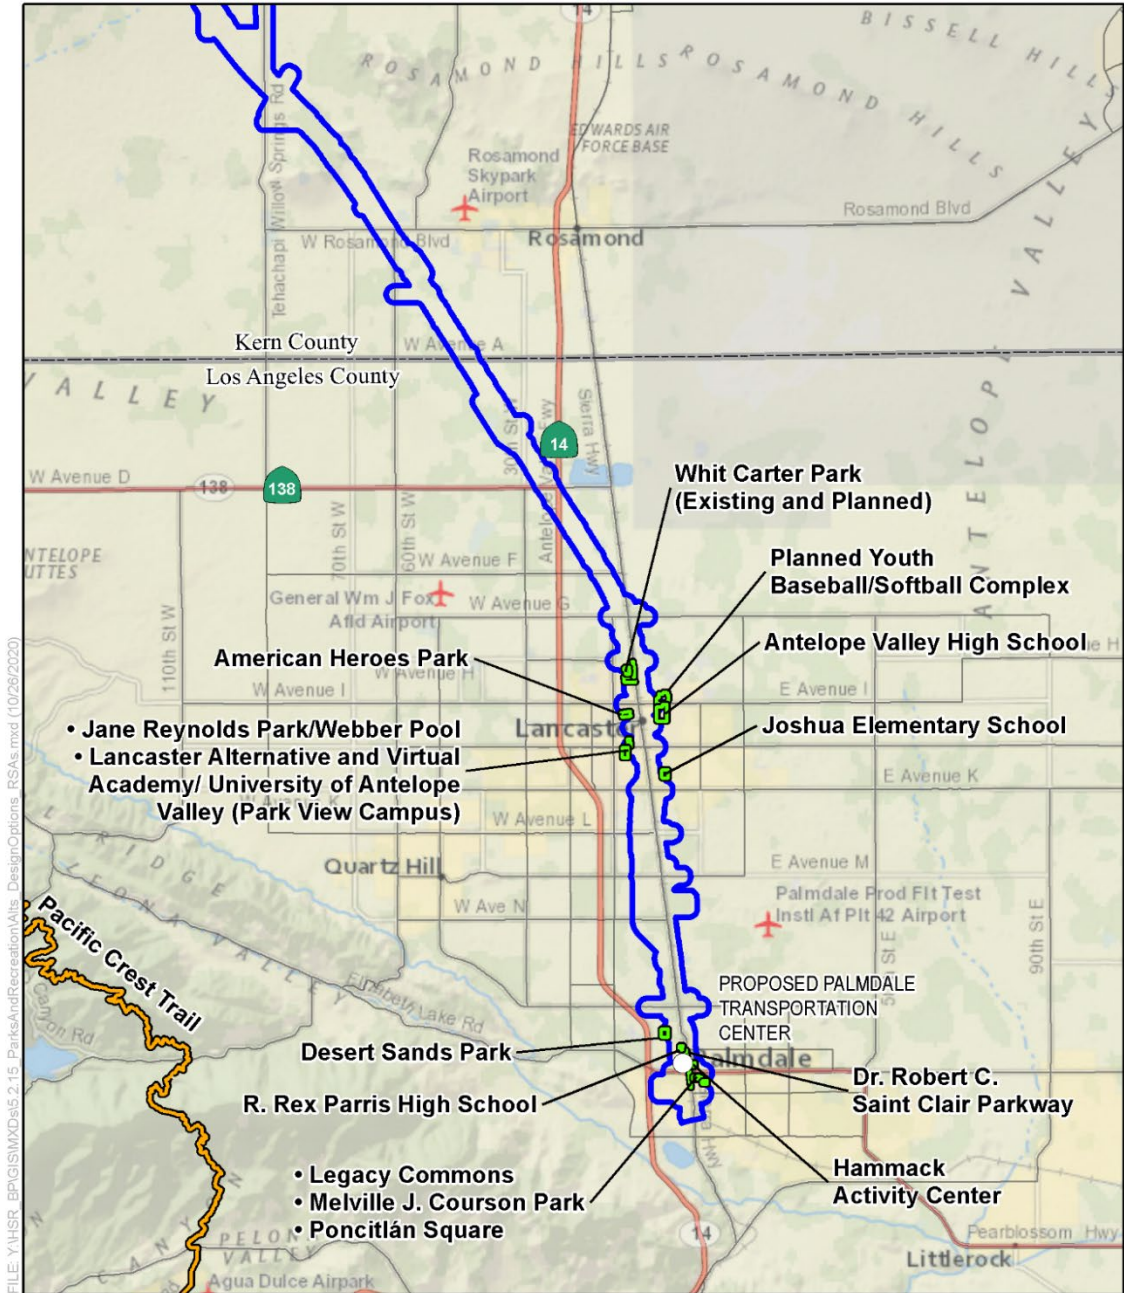 14
BISSELL HILLS
ROSAMOND HILLS
ROSAMOND HILLS
EDWARDS AIR
FORCE BASE
Rosamond
Skypark
Airport
Tehachapi Willow Springs Rd
Rosamond Blvd
W Rosamond Blvd
Rosamond
ANTELOPE VALLEY
Kern County
W Avenue A
Los Angeles County
VALLEY
30th St W
Sierra Hwy
14
W Avenue D
138
138
Whit Carter Park
(Existing and Planned)
70th St W
60th St W
W Avenue F
Planned Youth
Baseball/Softball Complex
General Wm J Fox
Afld Airport
W Avenue G
110th St W
Antelope Valley High School
American Heroes Park
W Avenue H
W Avenue I
E Avenue I
Lancaster
Joshua Elementary School
• Jane Reynolds Park/Webber Pool
• Lancaster Alternative and Virtual
Academy/ University of Antelope
Valley (Park View Campus)
E Avenue K
W Avenue L
E Avenue M
Quartz Hill
Palmdale Prod Flt Test
Instl Af Plt 42 Airport
W Ave N
RIDGE
LEONA VALLEY
Pacific Crest Trail
90th St E
Elizabeth Lake Rd
PROPOSED PALMDALE
TRANSPORTATION
CENTER
Desert Sands Park
Dr. Robert C.
Saint Clair Parkway
R. Rex Parris High School
Hammack
Activity Center
• Legacy Commons
• Melville J. Courson Park
• Poncitlán Square
14
Pearblossom Hwy
Littlerock
PELONA
VALLEY
Agua Dulce Airpark